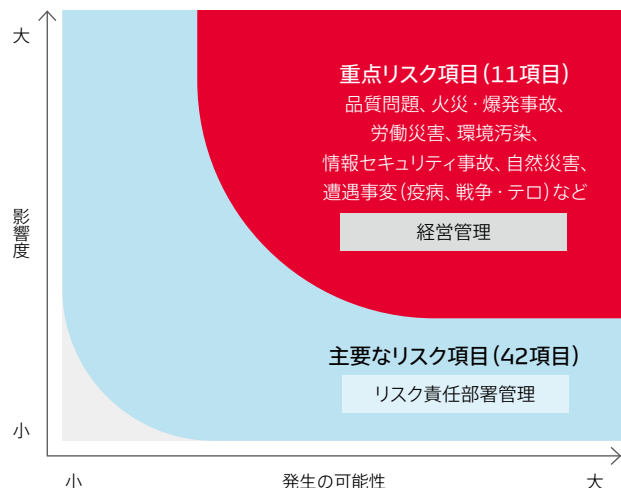 大
重点リスク項目(11項目)
品質問題、火災・爆発事故、
労働災害、環境汚染、
情報セキュリティ事故、自然災害、
遭遇事変(疫病、戦争・テロ)など
経営管理
影響度
主要なリスク項目(42項目)
リスク責任部署管理
小
小
発生の可能性
大